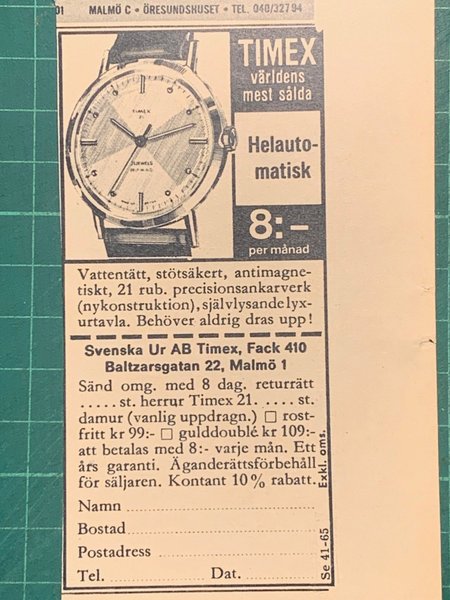 01 MALMÖ C • ÖRESUNDSHUSET • TEL. 040/327 94
TIMEX
världens
mest sålda
TIMEX
21
JEWELS
Helauto-
matisk
8:-
per månad
Vattentätt, stötsäkert, antimagne-
tiskt, 21 rub. precisionsankarverk
(nykonstruktion), självlysande lyx-
urtavla. Behöver aldrig dras upp!
Svenska Ur AB Timex, Fack 410
Baltzarsgatan 22, Malmö 1
Sänd omg. med 8 dag. returrätt
..... st. herrur Timex 21. ..... st.
damur (vanlig uppdragn.) □ rost-
fritt kr 99:- □ gulddoublé kr 109:-
att betalas med 8:- varje mån. Ett
års garanti. Äganderättsförbehåll
för säljaren. Kontant 10% rabatt.
Exkl. oms.
Namn
Bostad
Postadress
Tel. Dat.
Se 41-65